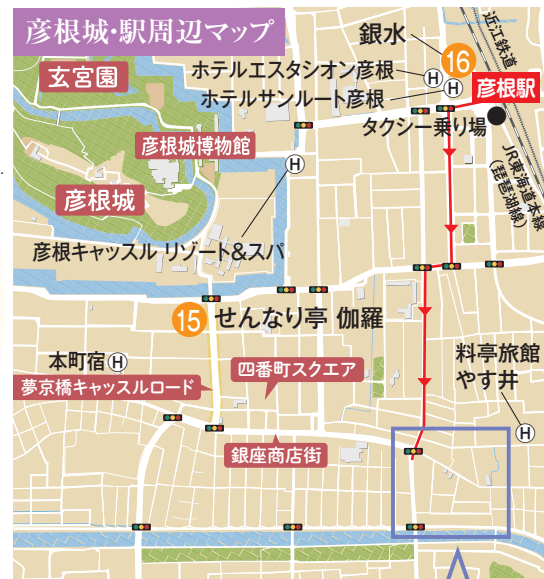 彦根城・駅周辺マップ
銀水
16
近江鉄道
玄宮園
ホテルエスタシオン彦根 H
ホテルサンルート彦根 H
彦根駅
タクシー乗り場
彦根城博物館
H
JR東海道本線
(琵琶湖線)
彦根城
彦根キャッスル リゾート&スパ
15 せんなり亭 伽羅
本町宿 H
夢京橋キャッスルロード
四番町スクエア
料亭旅館
やす井
H
銀座商店街